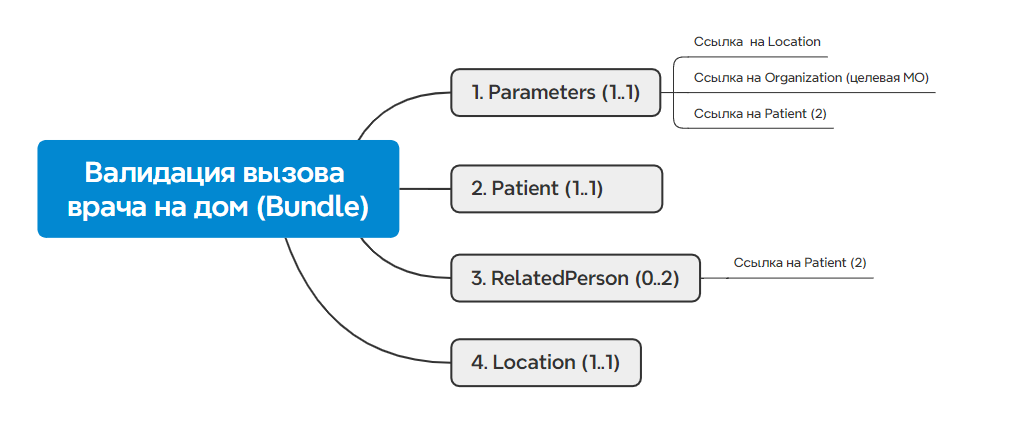 Валидация вызова
врача на дом (Bundle)
1. Parameters (1..1)
Ссылка на Location
Ссылка на Organization (целевая МО)
Ссылка на Patient (2)
2. Patient (1..1)
3. RelatedPerson (0..2)
Ссылка на Patient (2)
4. Location (1..1)